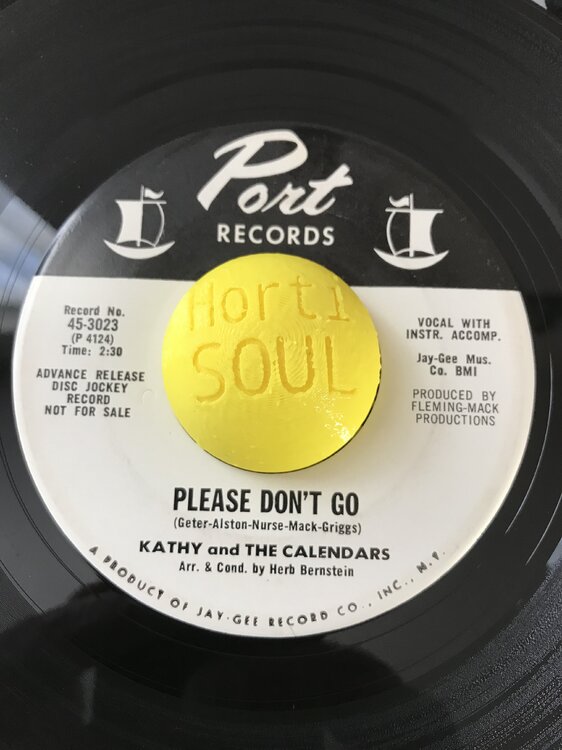 Port
RECORDS
Horti
SOUL
Record No.
45-3023
(P 4124)
Time: 2:30
ADVANCE RELEASE
DISC JOCKEY
RECORD
NOT FOR SALE
VOCAL WITH
INSTR. ACCOMP.
Jay-Gee Mus.
Co. BMI
PRODUCED BY
FLEMING-MACK
PRODUCTIONS
PLEASE DON'T GO
(Geter-Alston-Nurse-Mack-Griggs)
KATHY and THE CALENDARS
Arr. & Cond. by Herb Bernstein
A PRODUCT OF JAY-GEE RECORD CO., INC., N.Y.